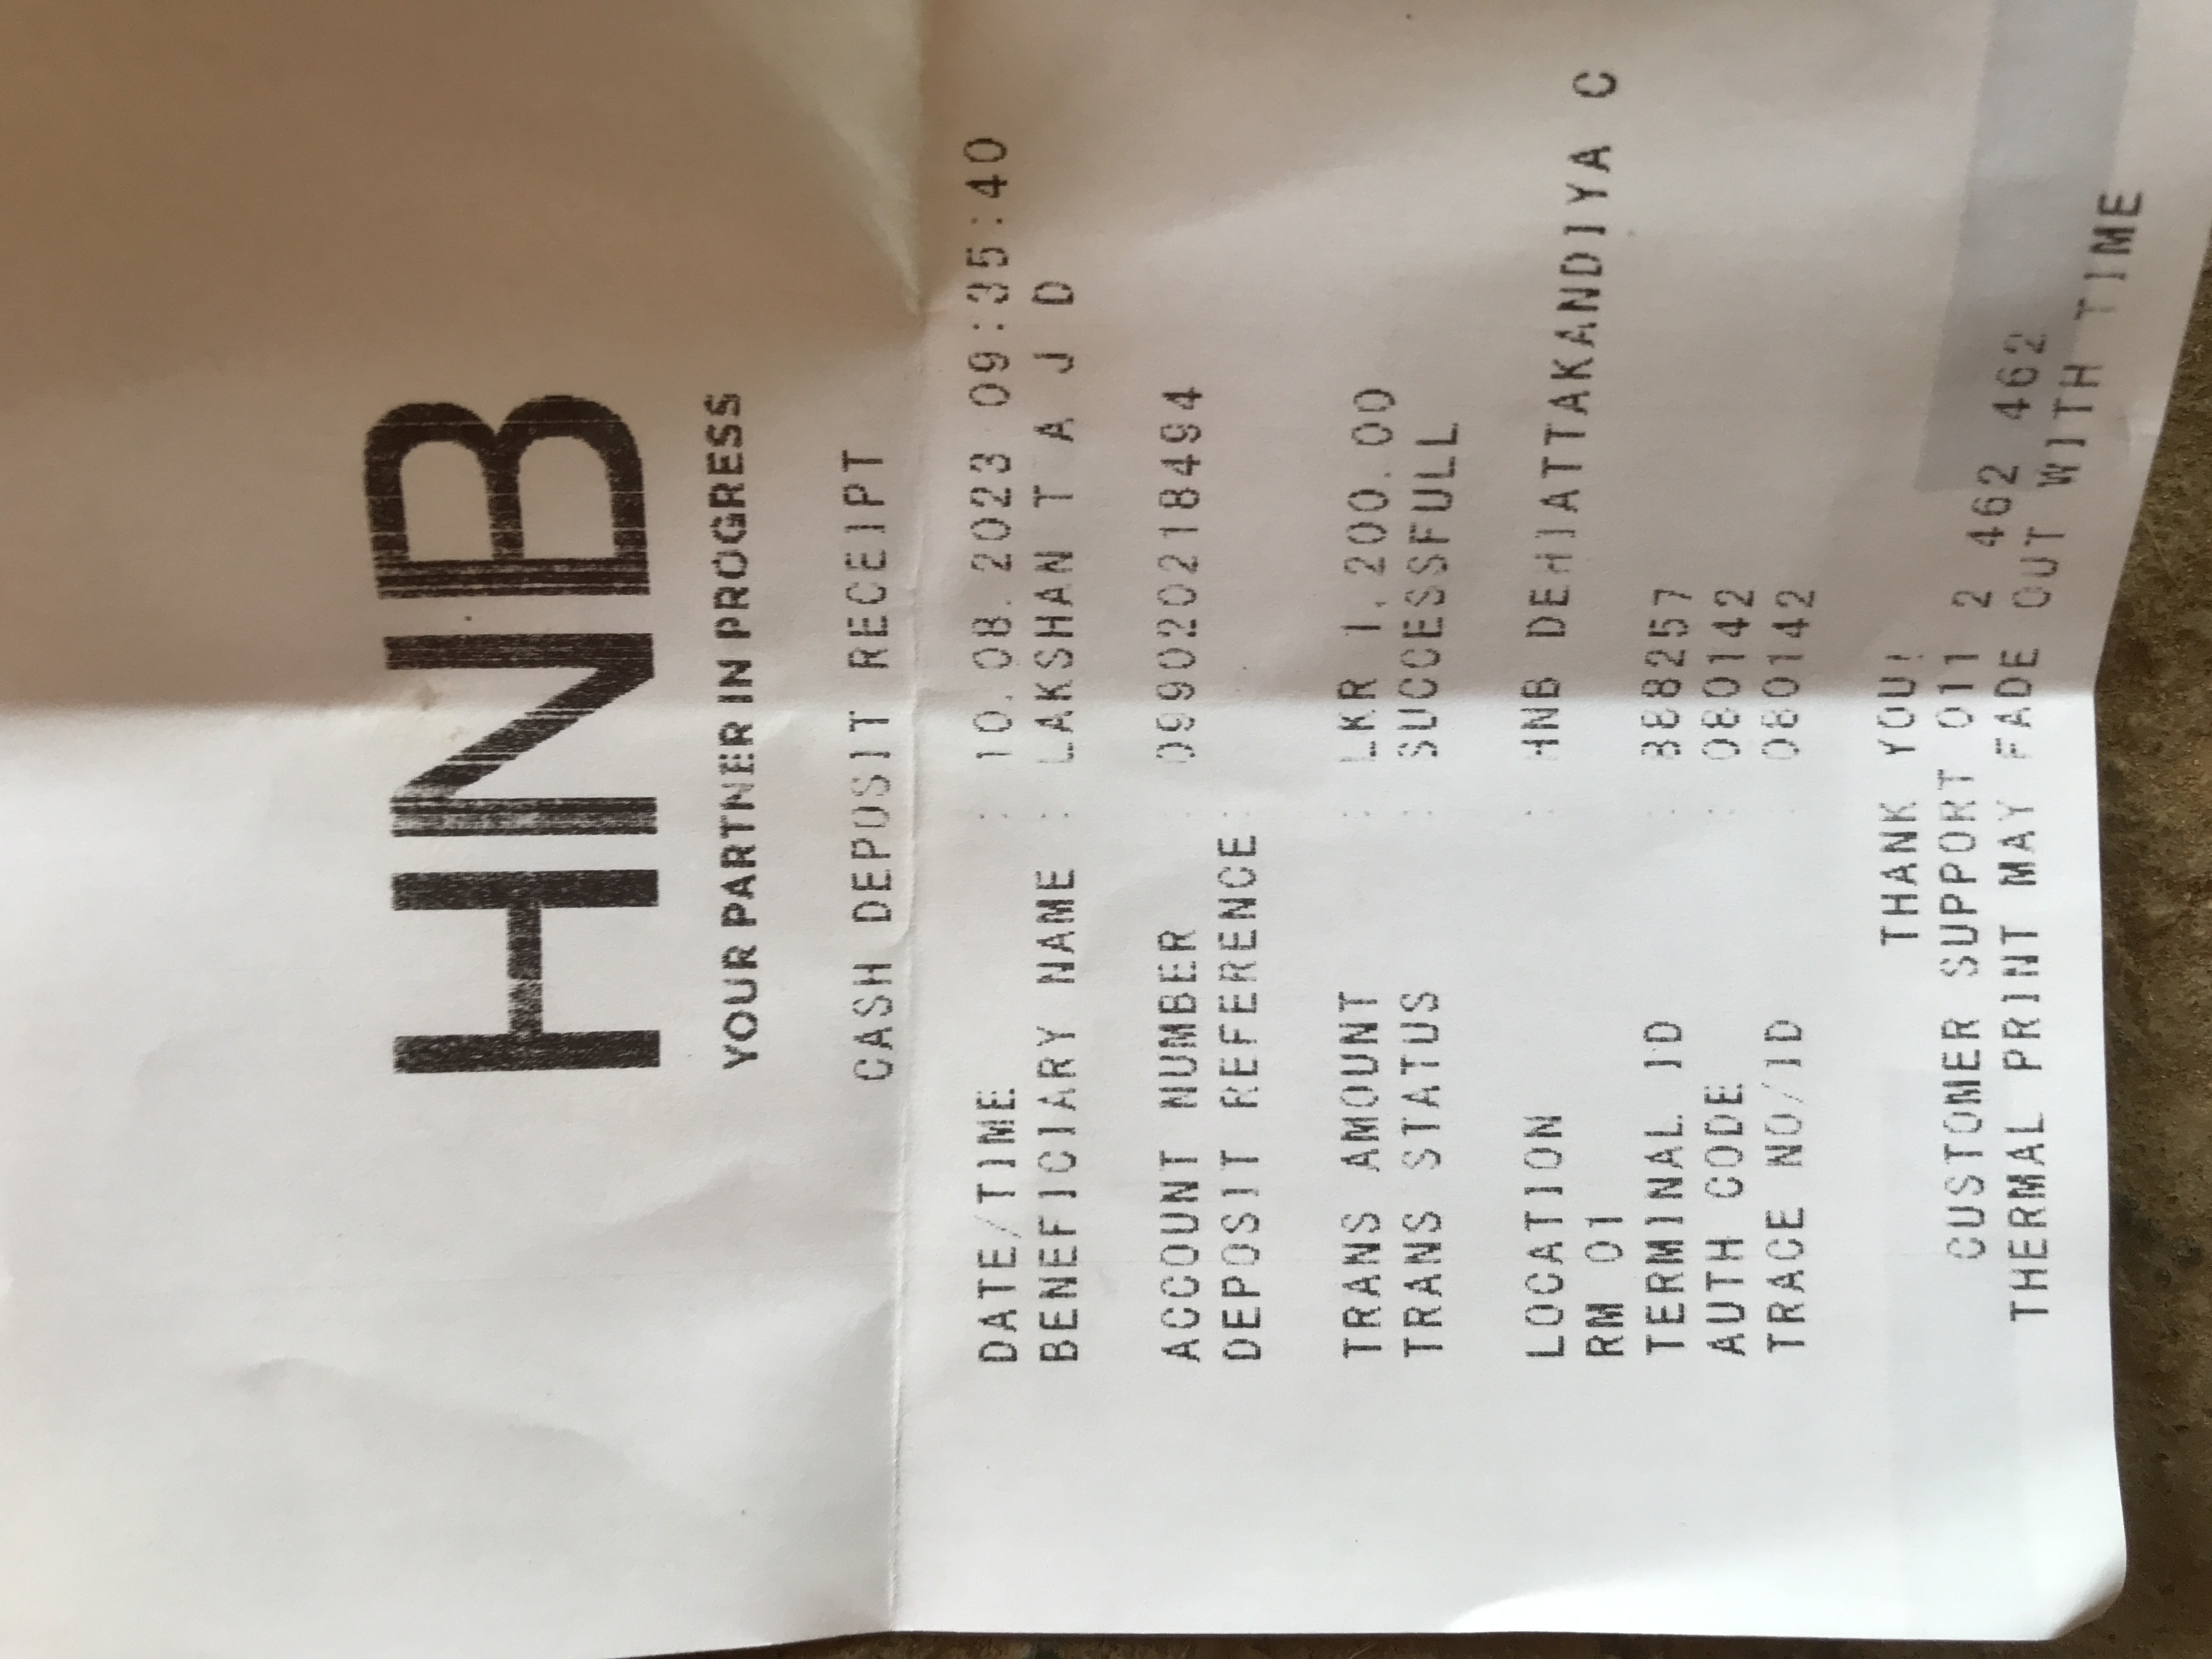 HNB
YOUR PARTNER IN PROGRESS
CASH DEPOSIT RECEIPT
DATE/TIME : 10.08.2023 09:35:40
BENEFICIARY NAME : LAKSHAN T A J D
ACCOUNT NUMBER : 099020218494
DEPOSIT REFERENCE :
TRANS AMOUNT : LKR 1,200.00
TRANS STATUS : SUCCESSFULL
LOCATION : HNB DEHIATTAKANDIYA C
RM 01
TERMINAL ID : 388257
AUTH CODE : 080142
TRACE NO/ID : 080142
THANK YOU!
CUSTOMER SUPPORT 011 2 462 462
THERMAL PRINT MAY FADE OUT WITH TIME